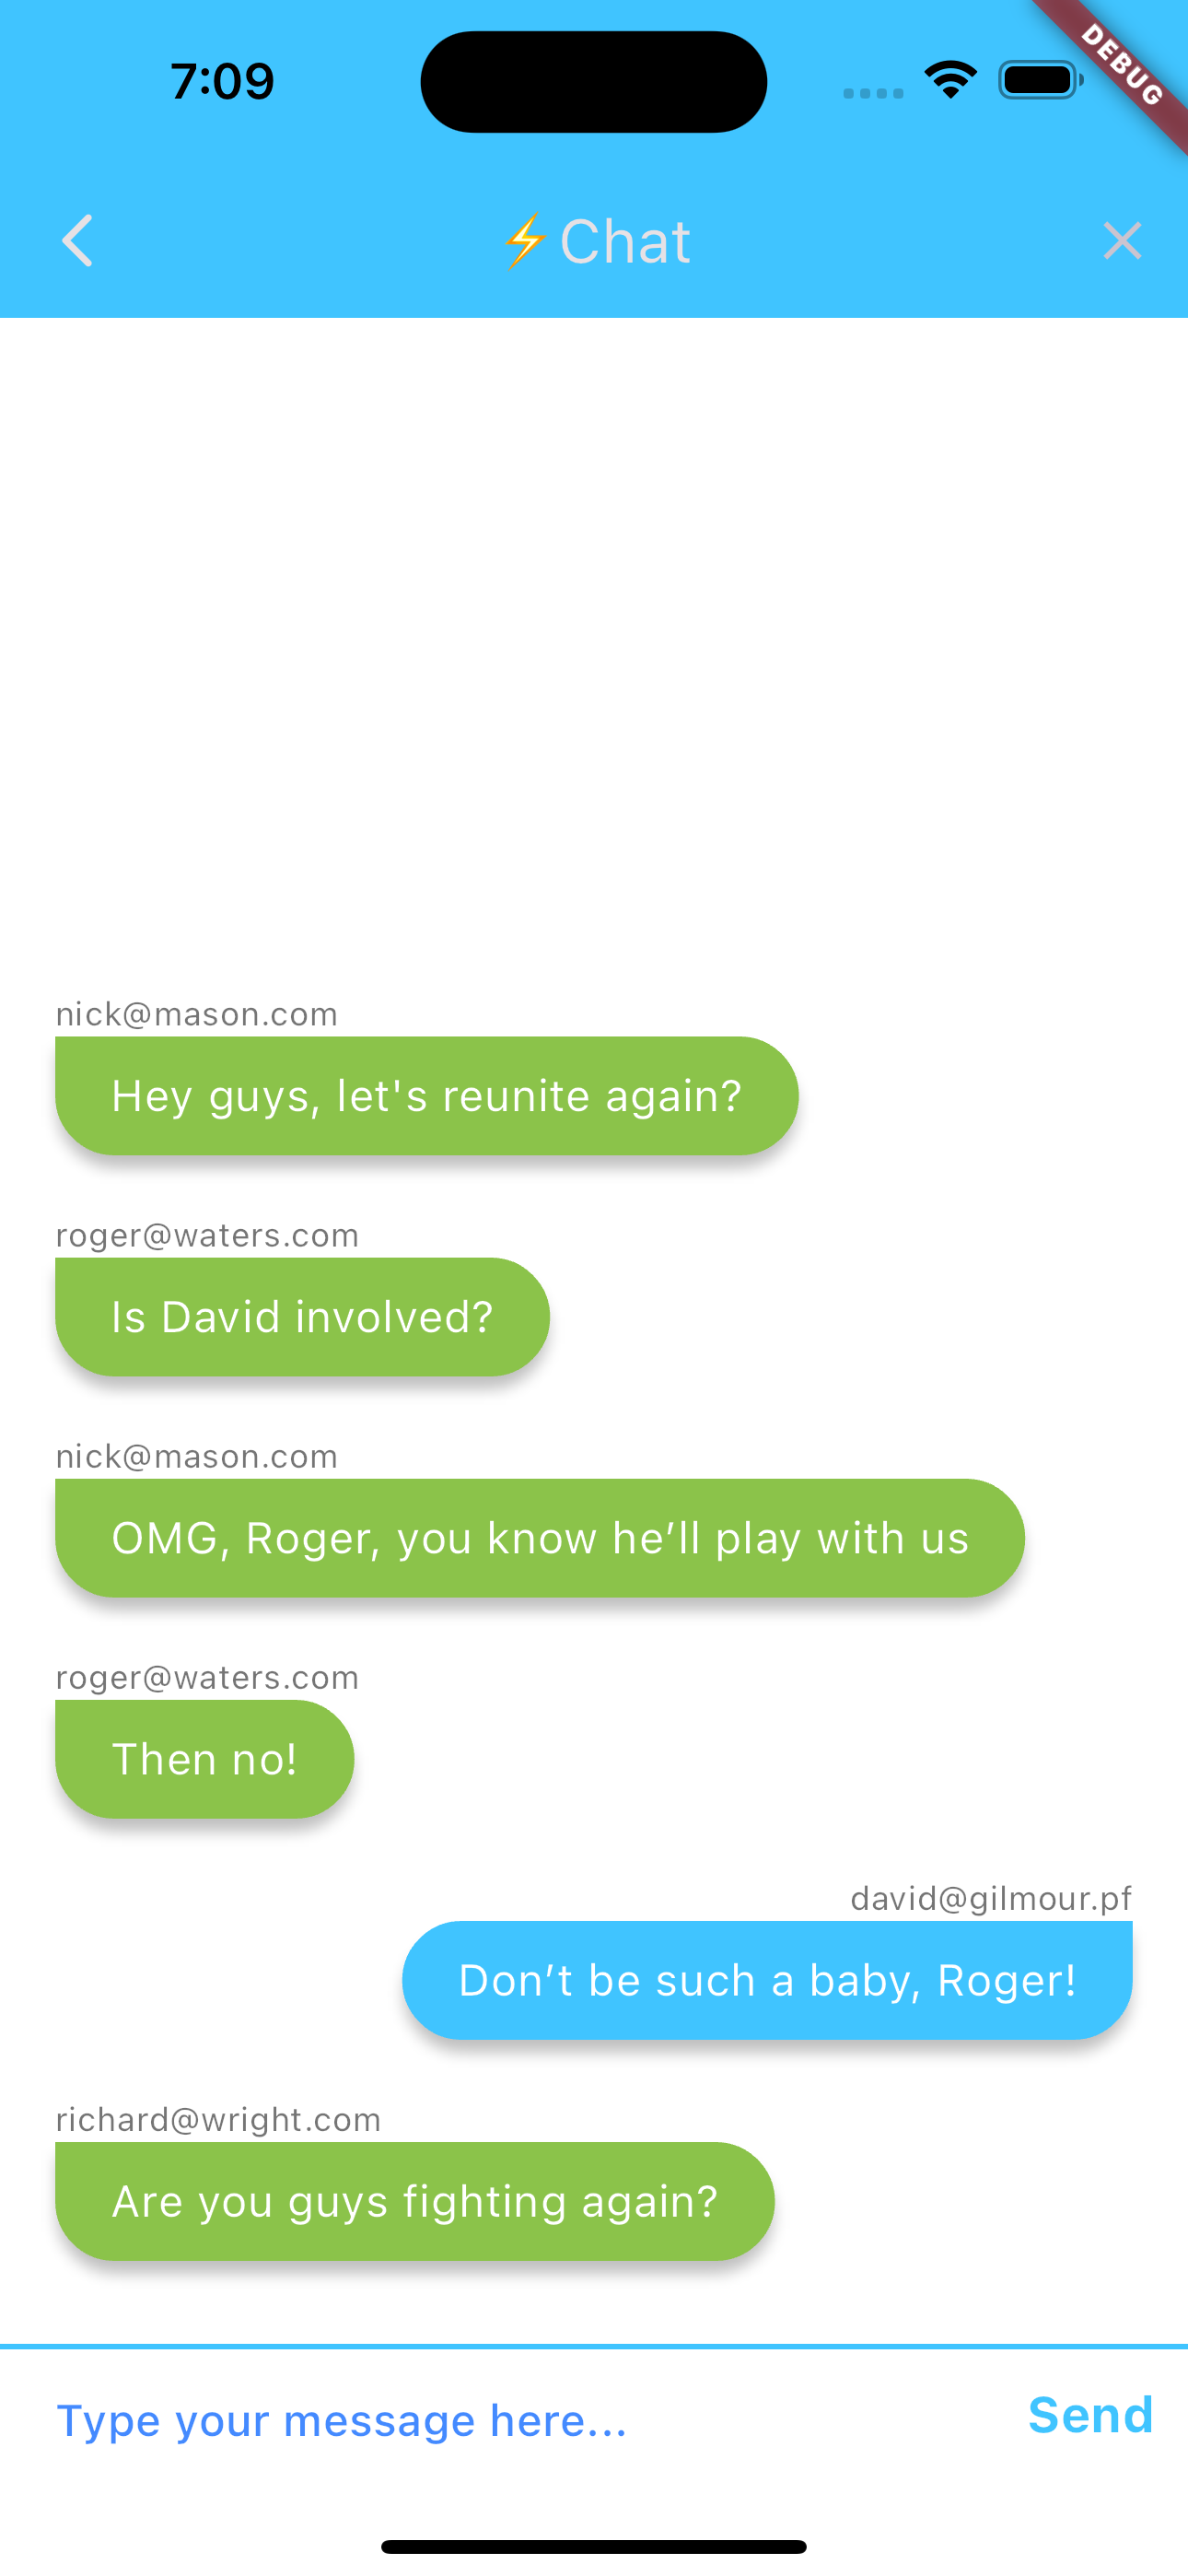 7:09
DEBUG
⚡Chat
nick@mason.com
Hey guys, let's reunite again?
roger@waters.com
Is David involved?
nick@mason.com
OMG, Roger, you know he’ll play with us
roger@waters.com
Then no!
david@gilmour.pf
Don’t be such a baby, Roger!
richard@wright.com
Are you guys fighting again?
Type your message here...
Send